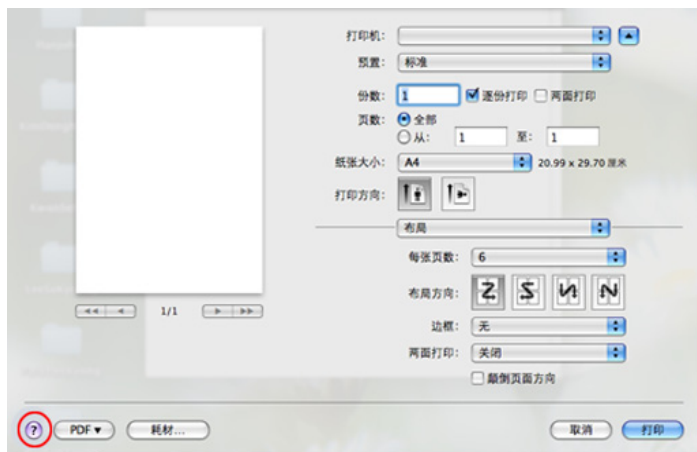 打印机:
预置: 标准
份数: 1 逐份打印 两面打印
页数: 全部
从: 1 至: 1
纸张大小: A4 20.99 x 29.70 厘米
打印方向:
布局
每张页数: 6
布局方向:
1/1
边框: 无
两面打印: 关闭
颠倒页面方向
? PDF▼ 耗材... 取消 打印